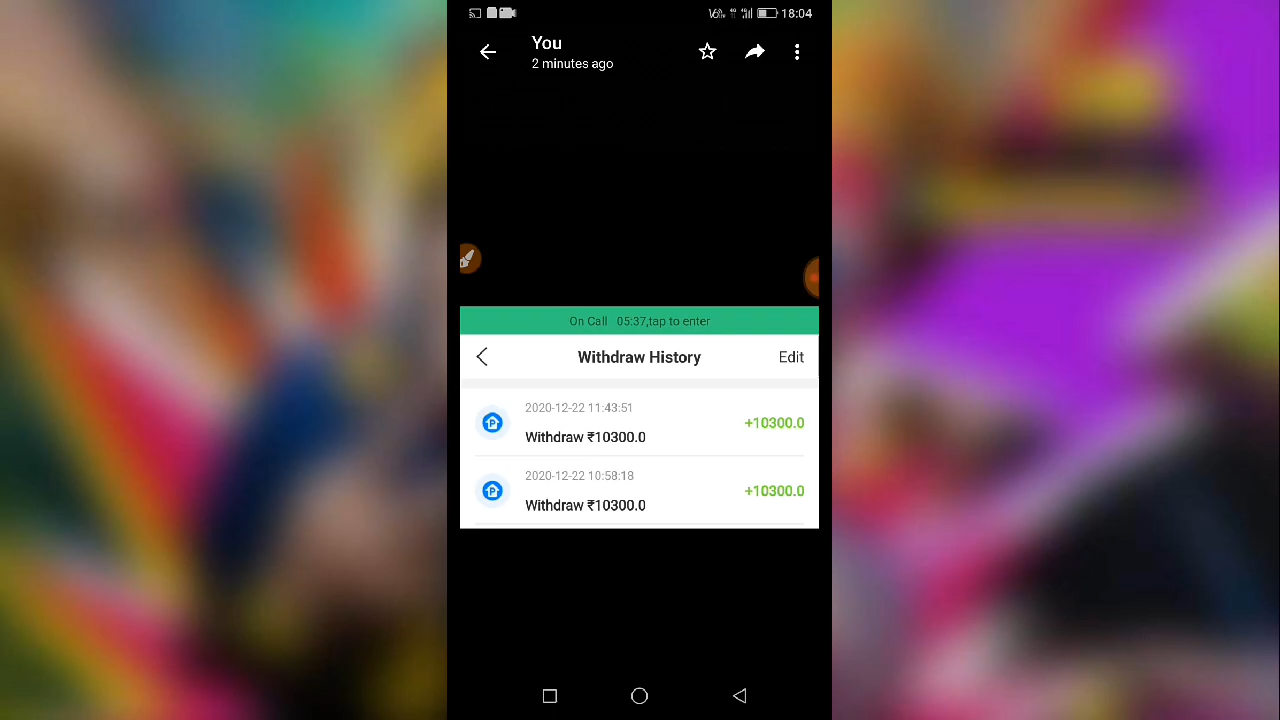 18:04
You
2 minutes ago
On Call 05:37,tap to enter
Withdraw History
Edit
2020-12-22 11:43:51
Withdraw ₹10300.0
+10300.0
2020-12-22 10:58:18
Withdraw ₹10300.0
+10300.0